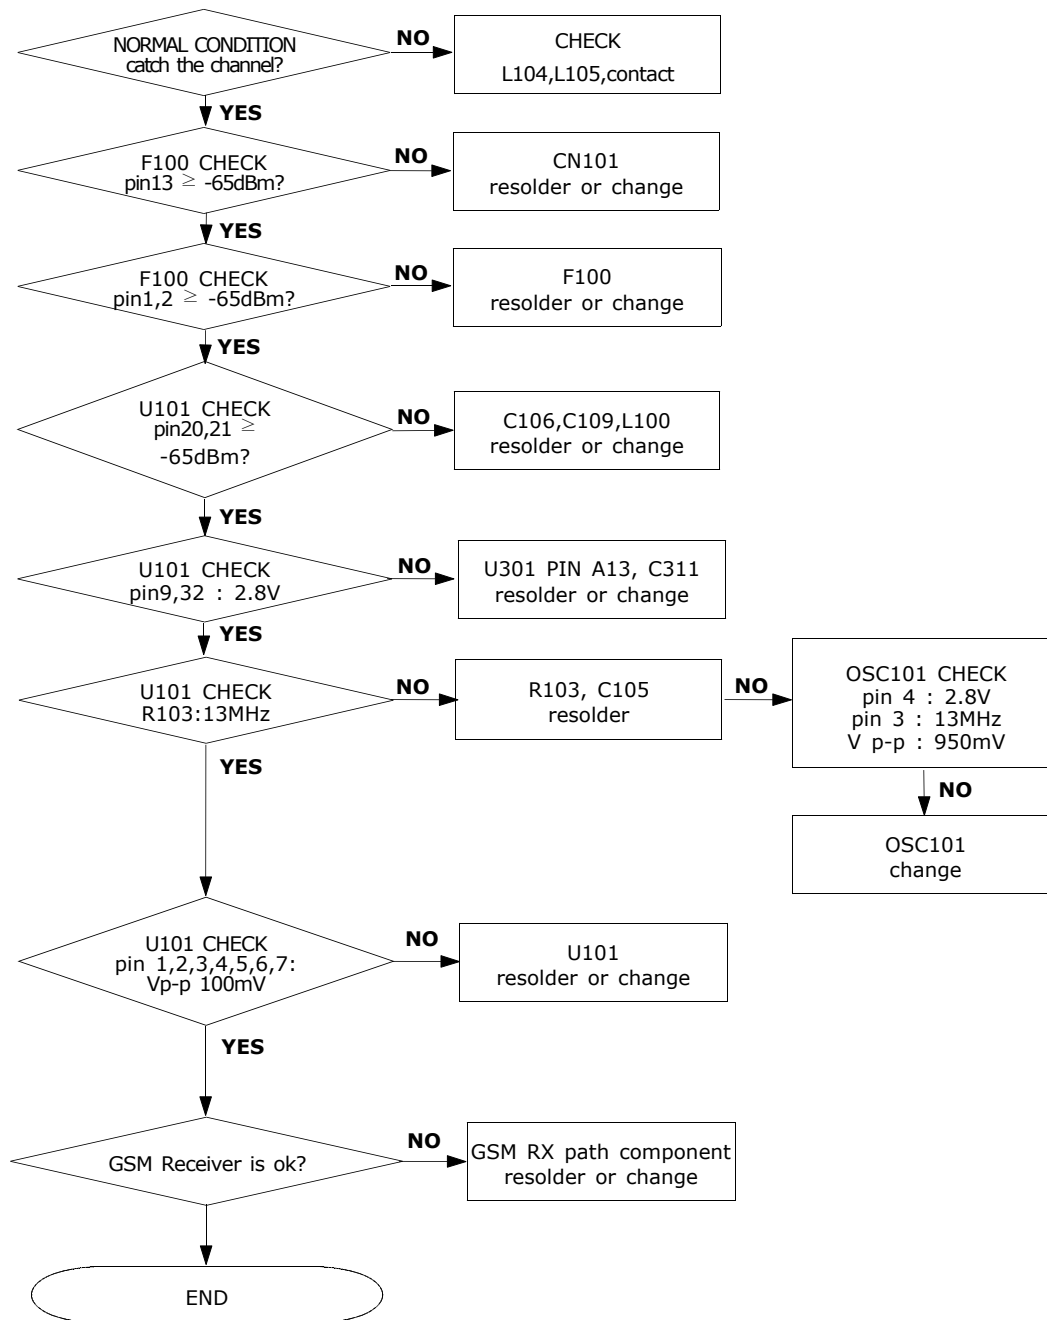 NORMAL CONDITION
catch the channel?
NO
CHECK
L104,L105,contact
YES
F100 CHECK
pin13 ≥ -65dBm?
NO
CN101
resolder or change
YES
F100 CHECK
pin1,2 ≥ -65dBm?
NO
F100
resolder or change
YES
U101 CHECK
pin20,21 ≥
-65dBm?
NO
C106,C109,L100
resolder or change
YES
U101 CHECK
pin9,32 : 2.8V
NO
U301 PIN A13, C311
resolder or change
YES
U101 CHECK
R103:13MHz
NO
R103, C105
resolder
NO
OSC101 CHECK
pin 4 : 2.8V
pin 3 : 13MHz
V p-p : 950mV
NO
OSC101
change
YES
U101 CHECK
pin 1,2,3,4,5,6,7:
Vp-p 100mV
NO
U101
resolder or change
YES
GSM Receiver is ok?
NO
GSM RX path component
resolder or change
END